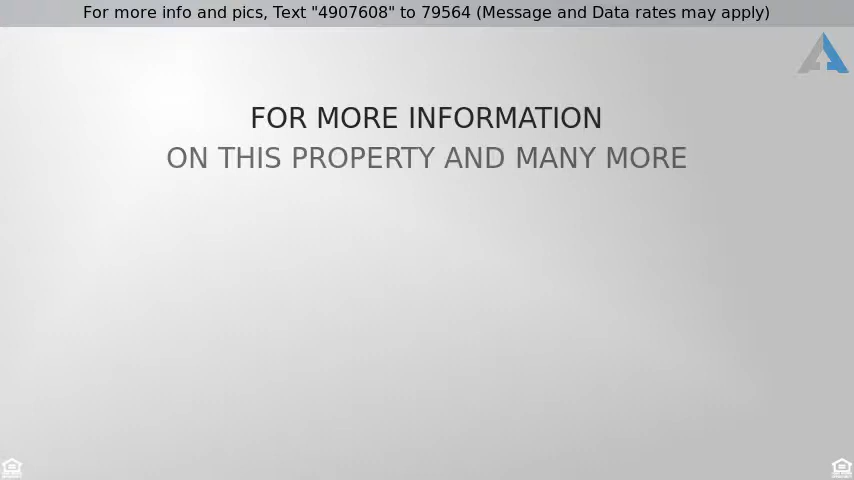 For more info and pics, Text "4907608" to 79564 (Message and Data rates may apply)
FOR MORE INFORMATION
ON THIS PROPERTY AND MANY MORE